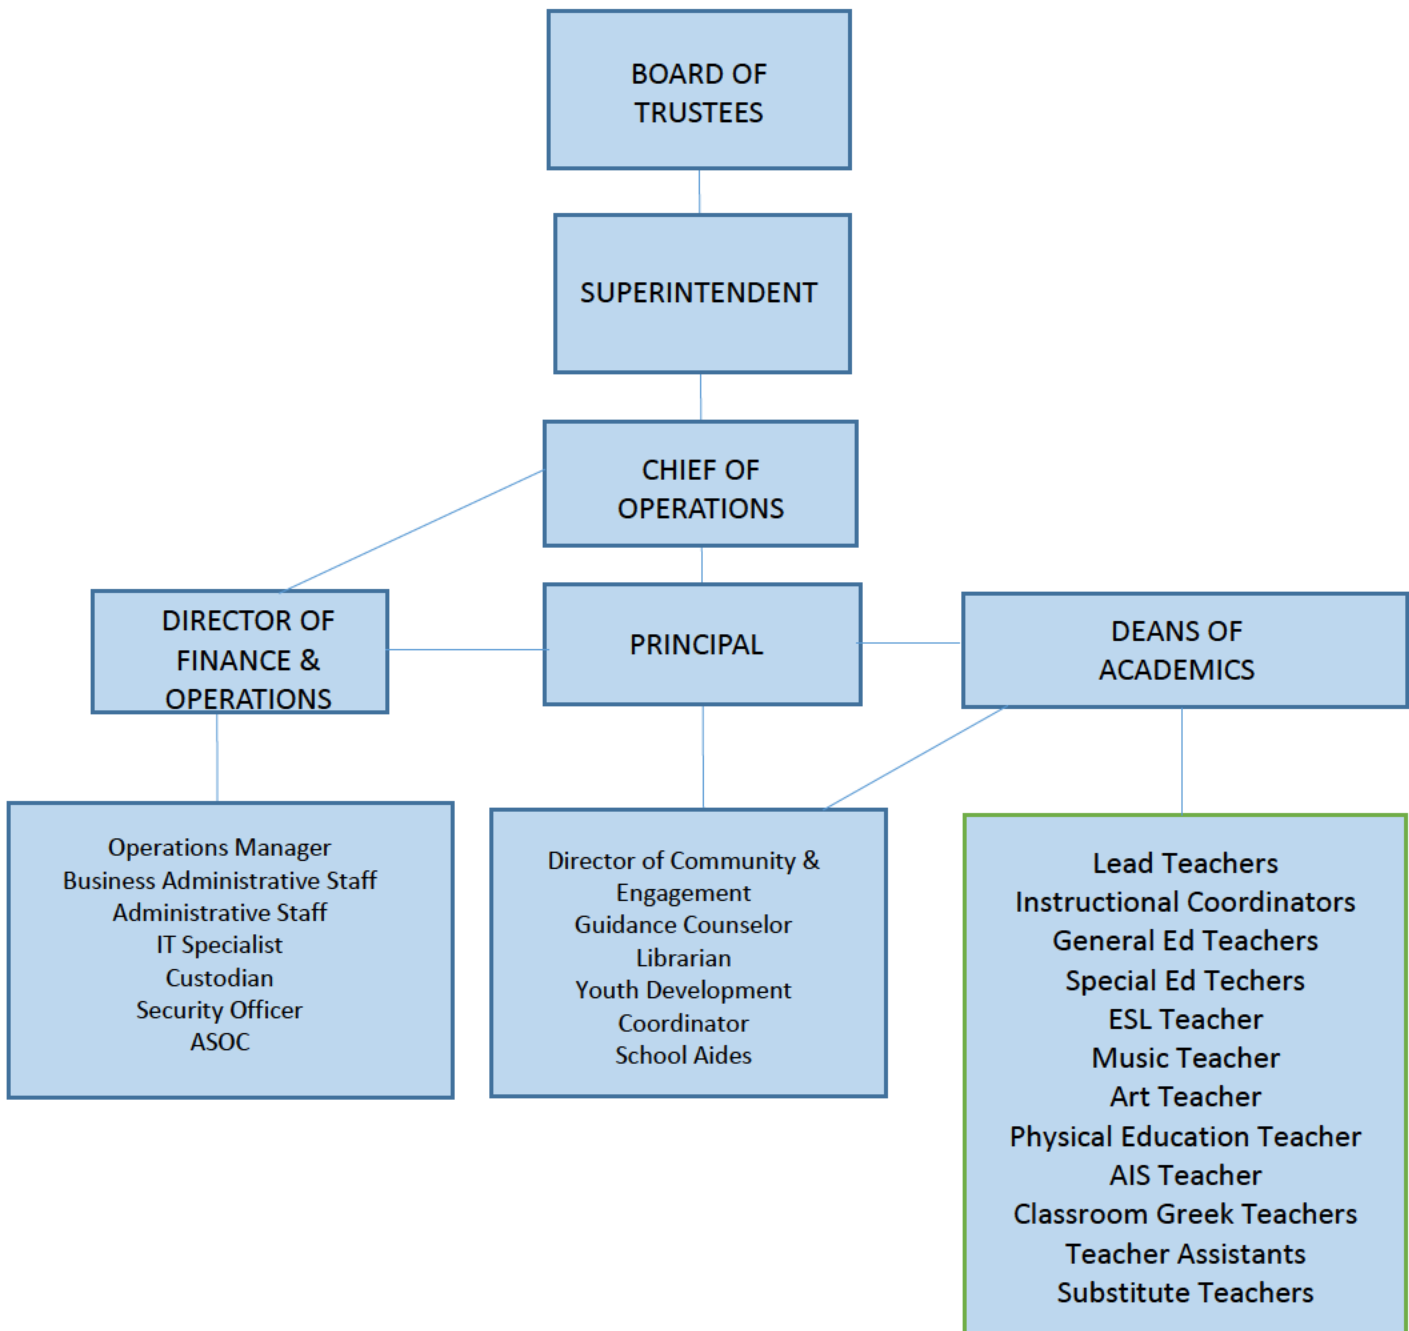 BOARD OF
TRUSTEES
SUPERINTENDENT
CHIEF OF
OPERATIONS
DIRECTOR OF
FINANCE &
OPERATIONS
PRINCIPAL
DEANS OF
ACADEMICS
Operations Manager
Business Administrative Staff
Administrative Staff
IT Specialist
Custodian
Security Officer
ASOC
Director of Community &
Engagement
Guidance Counselor
Librarian
Youth Development
Coordinator
School Aides
Lead Teachers
Instructional Coordinators
General Ed Teachers
Special Ed Techers
ESL Teacher
Music Teacher
Art Teacher
Physical Education Teacher
AIS Teacher
Classroom Greek Teachers
Teacher Assistants
Substitute Teachers